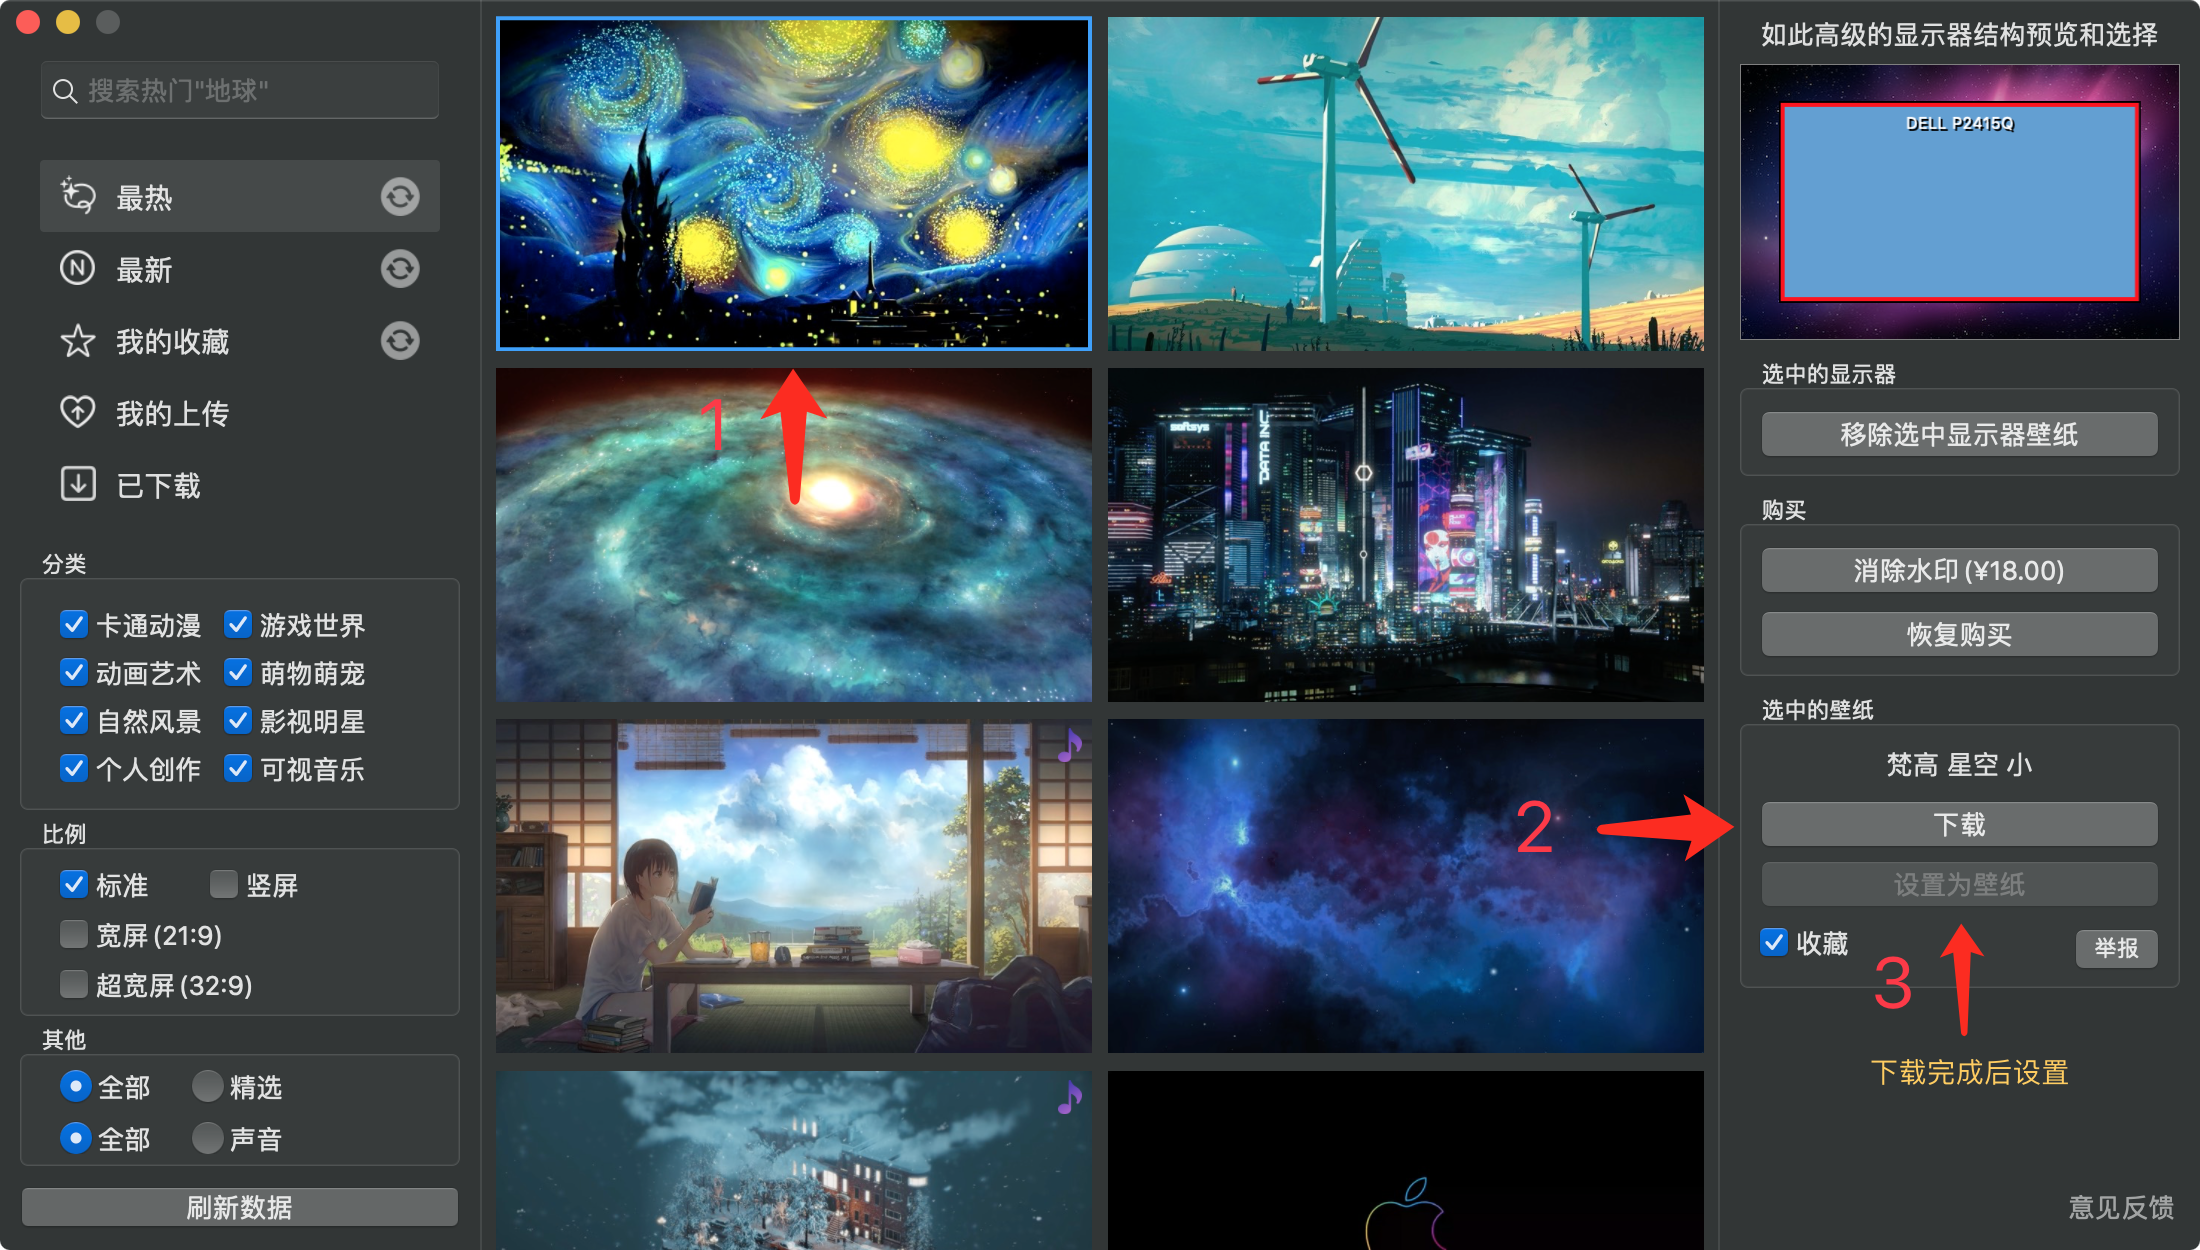 搜索热门"地球"
最热
最新
我的收藏
我的上传
已下载
分类
卡通动漫 游戏世界
动画艺术 萌物萌宠
自然风景 影视明星
个人创作 可视音乐
比例
标准 竖屏
宽屏(21:9)
超宽屏(32:9)
其他
全部 精选
全部 声音
刷新数据
1
softsys
DATA INC
2
如此高级的显示器结构预览和选择
DELL P2415Q
选中的显示器
移除选中显示器壁纸
购买
消除水印(¥18.00)
恢复购买
选中的壁纸
梵高 星空 小
下载
设置为壁纸
收藏
举报
3
下载完成后设置
意见反馈